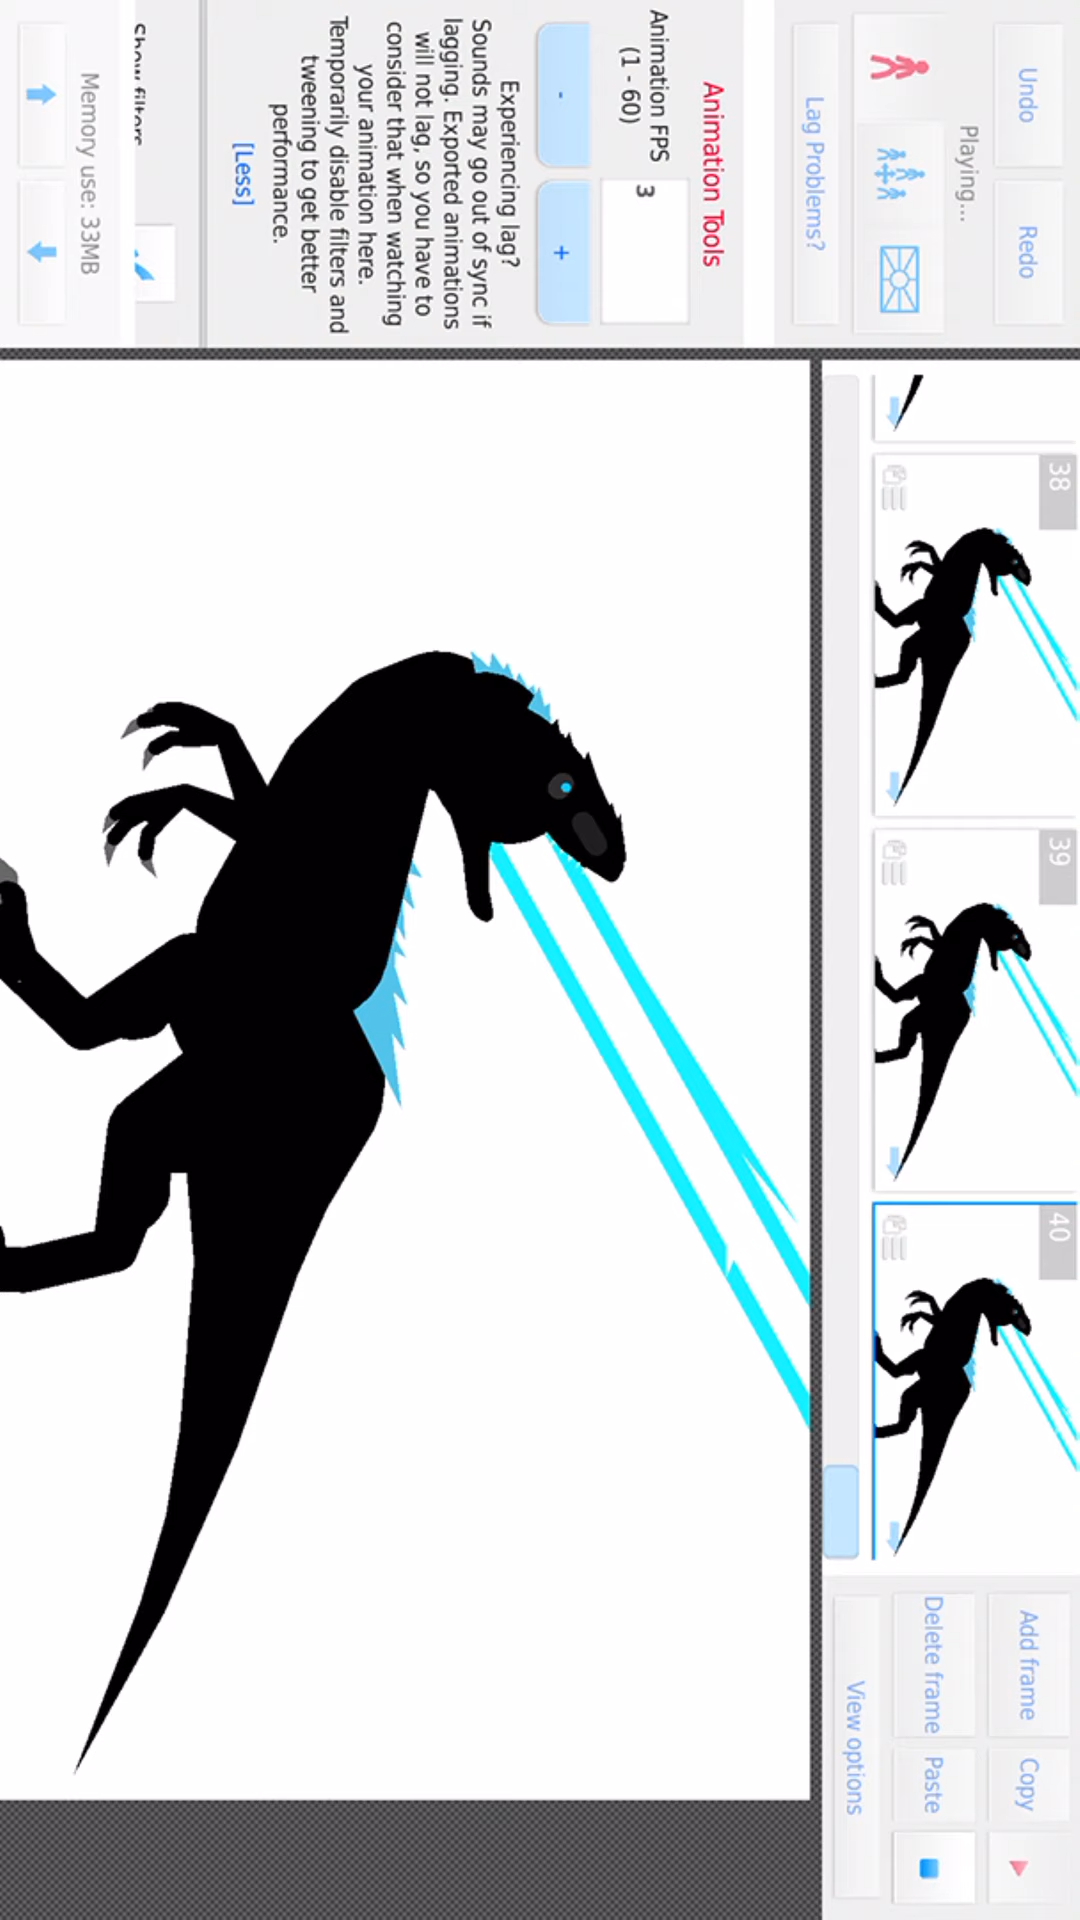 Undo
Redo
Playing...
Lag Problems?
Animation Tools
Animation FPS
(1 - 60)
3
-
+
Experiencing lag?
Sounds may go out of sync if
lagging. Exported animations
will not lag, so you have to
consider that when watching
your animation here.
Temporarily disable filters and
tweening to get better
performance.
[Less]
Show filters
Memory use: 33MB
38
39
40
Add frame
Copy
Delete frame
Paste
View options